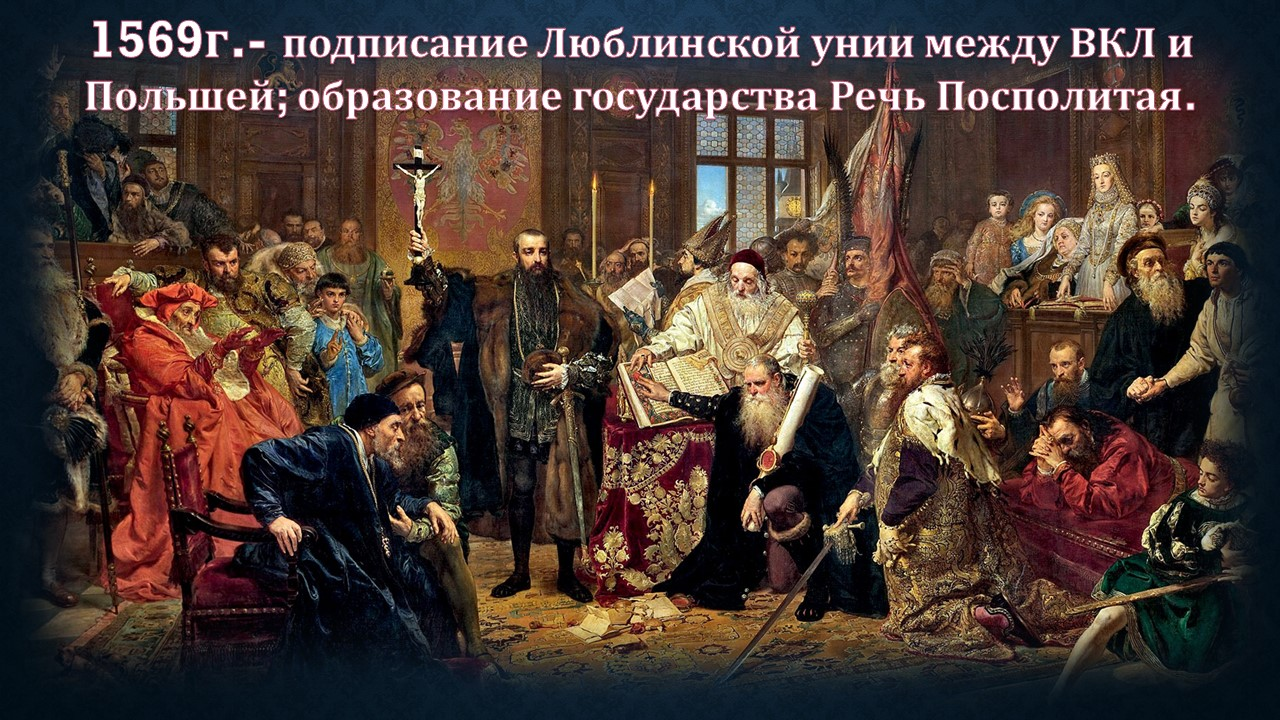 1569г.- подписание Люблинской унии между ВКЛ и
Польшей; образование государства Речь Посполитая.